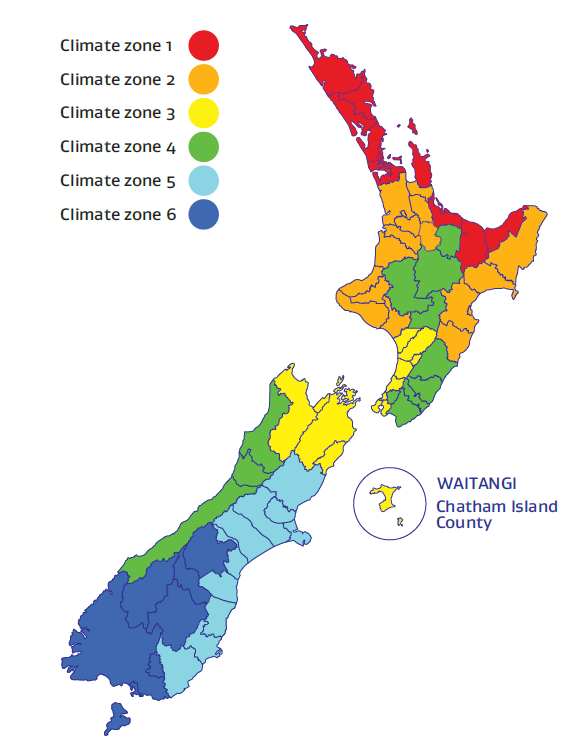 Climate zone 1
Climate zone 2
Climate zone 3
Climate zone 4
Climate zone 5
Climate zone 6
WAITANGI
Chatham Island
County